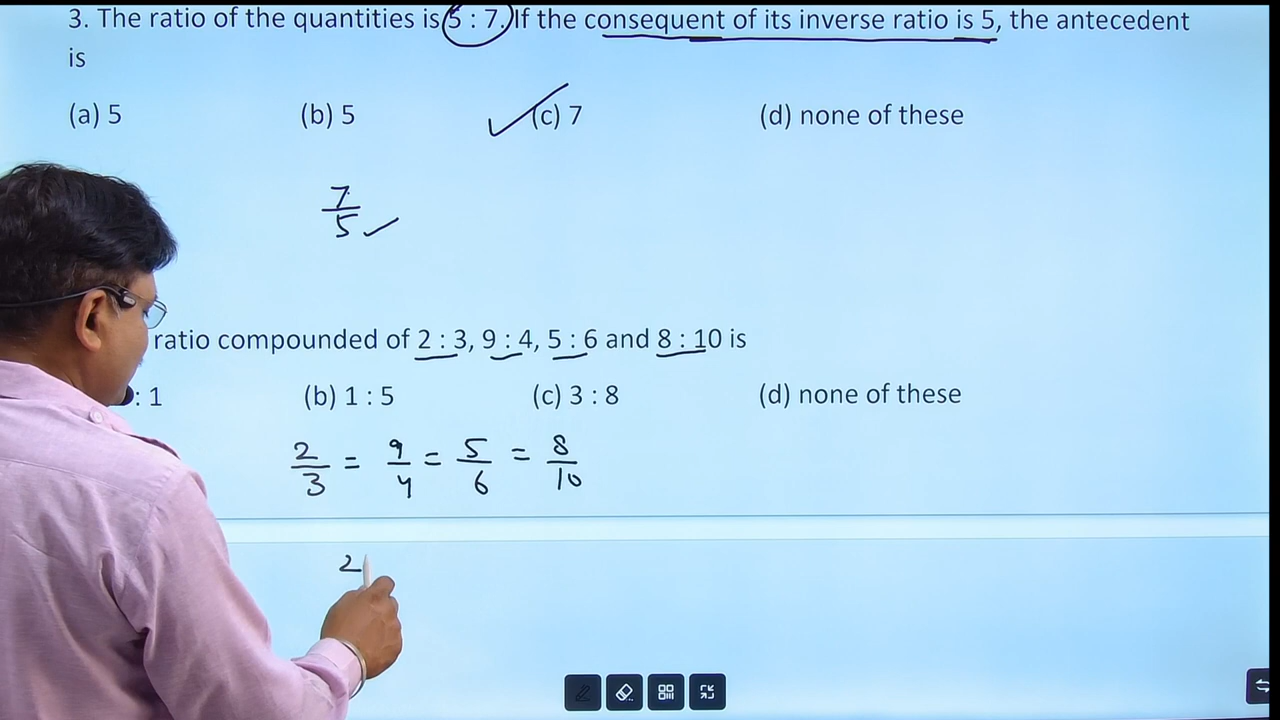 3. The ratio of the quantities is 5 : 7. If the consequent of its inverse ratio is 5, the antecedent
is
(a) 5 (b) 5 (c) 7 (d) none of these
7
5
ratio compounded of 2 : 3, 9 : 4, 5 : 6 and 8 : 10 is
: 1 (b) 1 : 5 (c) 3 : 8 (d) none of these
2/3 = 9/4 = 5/6 = 8/10
2